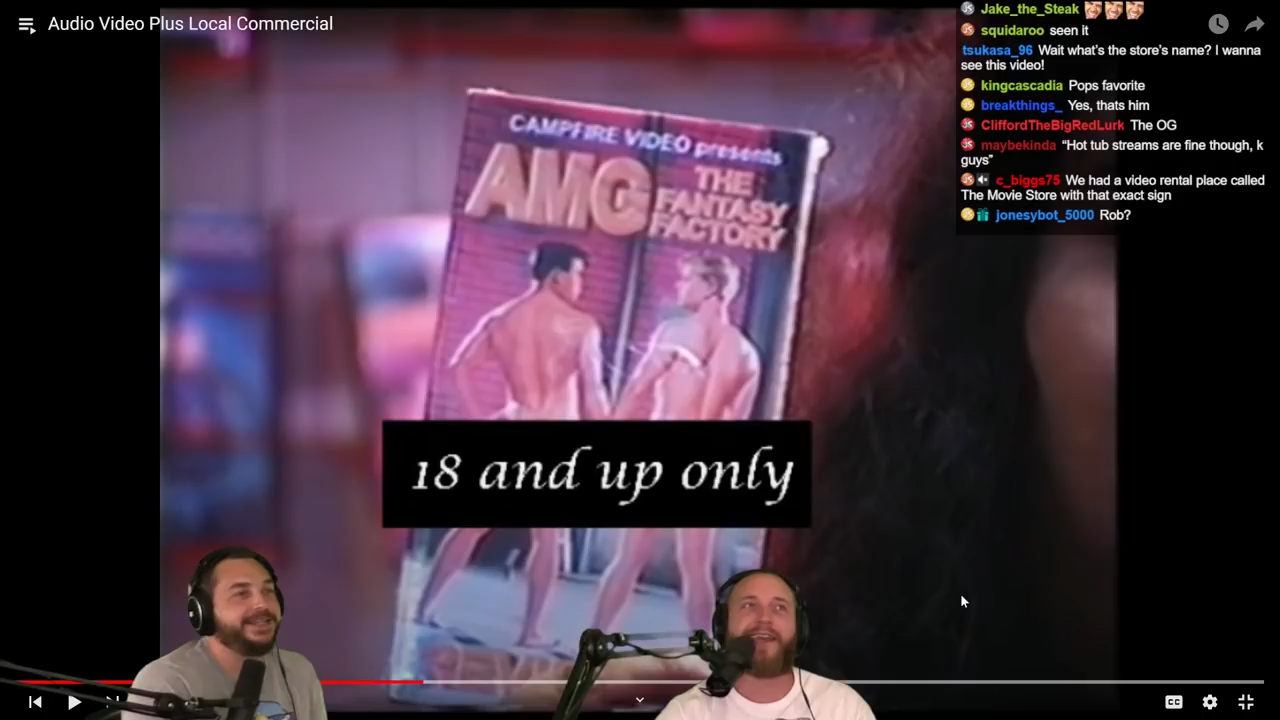 Audio Video Plus Local Commercial
Jake_the_Steak
squidaroo seen it
tsukasa_96 Wait what's the store's name? I wanna
see this video!
kingcascadia Pops favorite
breakthings_ Yes, thats him
CliffordTheBigRedLurk The OG
maybekinda “Hot tub streams are fine though, k
guys”
c_biggs75 We had a video rental place called
The Movie Store with that exact sign
jonesybot_5000 Rob?
CAMPFIRE VIDEO presents
AMG THE
FANTASY
FACTORY
18 and up only
CC